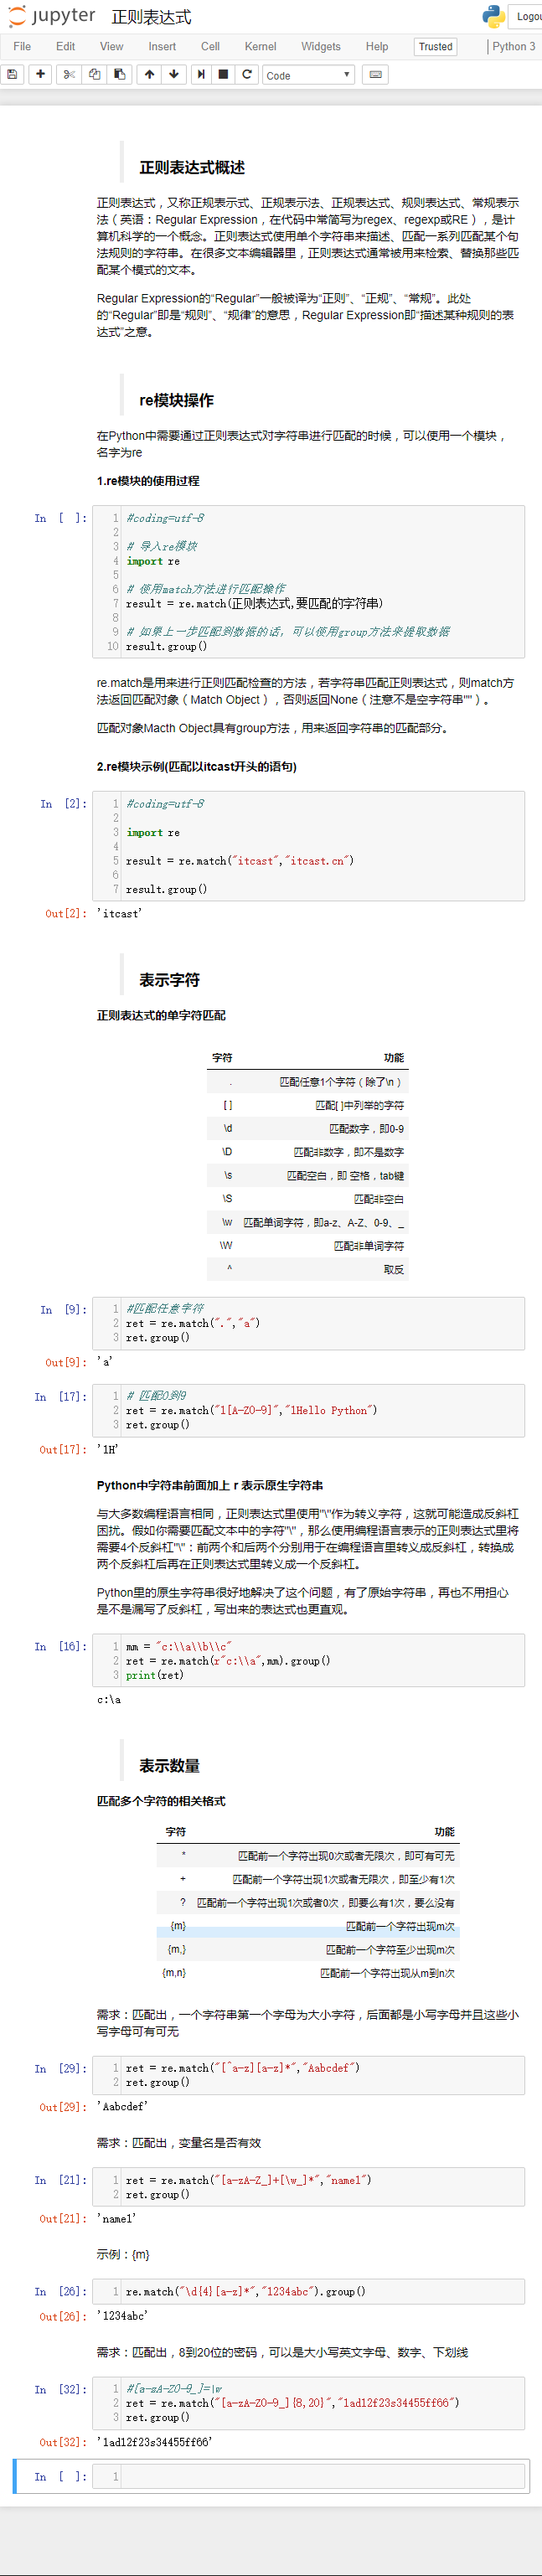 jupyter 正则表达式
Logou
File Edit View Insert Cell Kernel Widgets Help Trusted Python 3
Code
正则表达式概述
正则表达式，又称正规表示式、正规表示法、正规表达式、规则表达式、常规表示
法（英语：Regular Expression，在代码中常简写为regex、regexp或RE），是计
算机科学的一个概念。正则表达式使用单个字符串来描述、匹配一系列匹配某个句
法规则的字符串。在很多文本编辑器里，正则表达式通常被用来检索、替换那些匹
配某个模式的文本。
Regular Expression的“Regular”一般被译为“正则”、“正规”、“常规”。此处
的“Regular”即是“规则”、“规律”的意思，Regular Expression即“描述某种规则的表
达式”之意。
re模块操作
在Python中需要通过正则表达式对字符串进行匹配的时候，可以使用一个模块，
名字为re
1.re模块的使用过程
In [ ]: 1 #coding=utf-8
2
3 # 导入re模块
4 import re
5
6 # 使用match方法进行匹配操作
7 result = re.match(正则表达式,要匹配的字符串)
8
9 # 如果上一步匹配到数据的话，可以使用group方法来提取数据
10 result.group()
re.match是用来进行正则匹配检查的方法，若字符串匹配正则表达式，则match方
法返回匹配对象（Match Object），否则返回None（注意不是空字符串""）。
匹配对象Macth Object具有group方法，用来返回字符串的匹配部分。
2.re模块示例(匹配以itcast开头的语句)
In [2]: 1 #coding=utf-8
2
3 import re
4
5 result = re.match("itcast","itcast.cn")
6
7 result.group()
Out[2]: 'itcast'
表示字符
正则表达式的单字符匹配
字符 功能
. 匹配任意1个字符（除了\n）
[ ] 匹配[ ]中列举的字符
\d 匹配数字，即0-9
\D 匹配非数字，即不是数字
\s 匹配空白，即 空格，tab键
\S 匹配非空白
\w 匹配单词字符，即a-z、A-Z、0-9、_
\W 匹配非单词字符
^ 取反
In [9]: 1 #匹配任意字符
2 ret = re.match(".","a")
3 ret.group()
Out[9]: 'a'
In [17]: 1 # 匹配0到9
2 ret = re.match("1[A-Z0-9]","1Hello Python")
3 ret.group()
Out[17]: '1H'
Python中字符串前面加上 r 表示原生字符串
与大多数编程语言相同，正则表达式里使用"\"作为转义字符，这就可能造成反斜杠
困扰。假如你需要匹配文本中的字符"\"，那么使用编程语言表示的正则表达式里将
需要4个反斜杠"\"：前两个和后两个分别用于在编程语言里转义成反斜杠，转换成
两个反斜杠后再在正则表达式里转义成一个反斜杠。
Python里的原生字符串很好地解决了这个问题，有了原始字符串，再也不用担心
是不是漏写了反斜杠，写出来的表达式也更直观。
In [16]: 1 mm = "c:\\a\\b\\c"
2 ret = re.match(r"c:\\a",mm).group()
3 print(ret)
c:\a
表示数量
匹配多个字符的相关格式
字符 功能
* 匹配前一个字符出现0次或者无限次，即可有可无
+ 匹配前一个字符出现1次或者无限次，即至少有1次
? 匹配前一个字符出现1次或者0次，即要么有1次，要么没有
{m} 匹配前一个字符出现m次
{m,} 匹配前一个字符至少出现m次
{m,n} 匹配前一个字符出现从m到n次
需求：匹配出，一个字符串第一个字母为大小字符，后面都是小写字母并且这些小
写字母可有可无
In [29]: 1 ret = re.match("[^a-z][a-z]*","Aabcdef")
2 ret.group()
Out[29]: 'Aabcdef'
需求：匹配出，变量名是否有效
In [21]: 1 ret = re.match("[a-zA-Z_]+[\w_]*","name1")
2 ret.group()
Out[21]: 'name1'
示例：{m}
In [26]: 1 re.match("\d{4}[a-z]*","1234abc").group()
Out[26]: '1234abc'
需求：匹配出，8到20位的密码，可以是大小写英文字母、数字、下划线
In [32]: 1 #[a-zA-Z0-9_]=\w
2 ret = re.match("[a-zA-Z0-9_]{8,20}","1ad12f23s34455ff66")
3 ret.group()
Out[32]: '1ad12f23s34455ff66'
In [ ]: 1